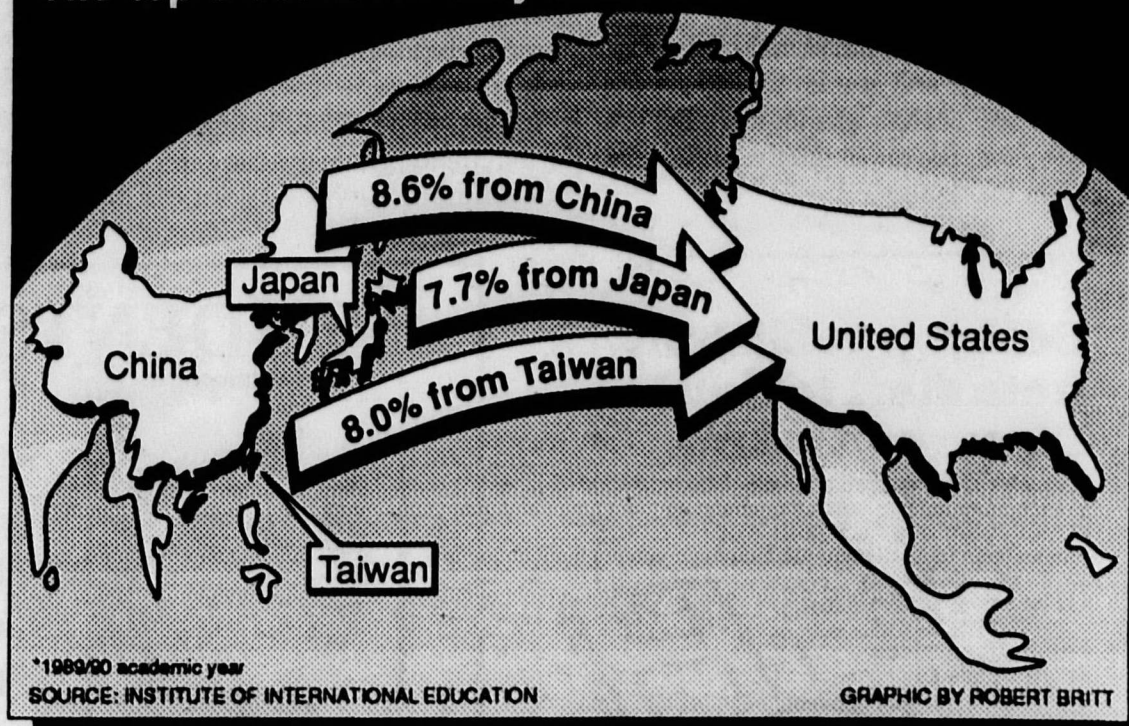 8.6% from China
Japan
7.7% from Japan
China
United States
8.0% from Taiwan
Taiwan
*1989/90 academic year
SOURCE: INSTITUTE OF INTERNATIONAL EDUCATION
GRAPHIC BY ROBERT BRITT